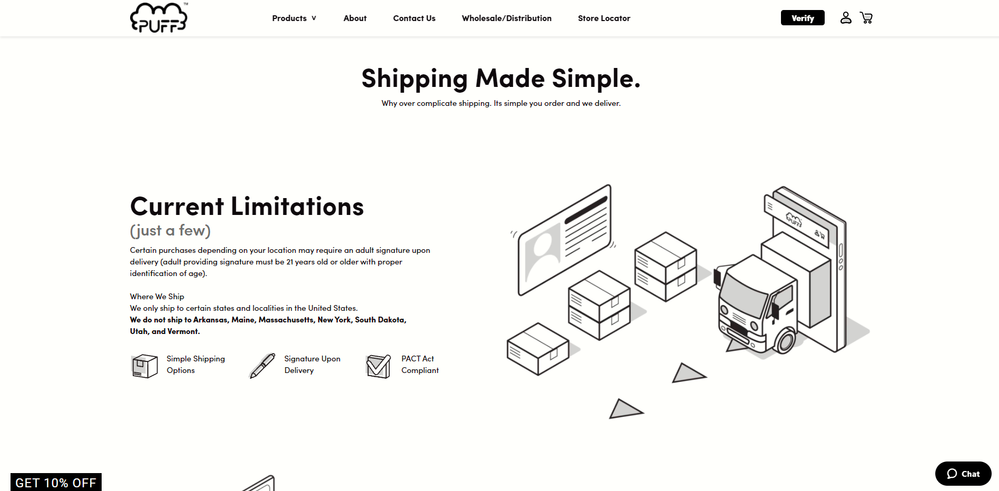 PUFF
TM
Products v
About
Contact Us
Wholesale/Distribution
Store Locator
Verify
Shipping Made Simple.
Why over complicate shipping. Its simple you order and we deliver.
Current Limitations
(just a few)
Certain purchases depending on your location may require an adult signature upon
delivery (adult providing signature must be 21 years old or older with proper
identification of age).
Where We Ship
We only ship to certain states and localities in the United States.
We do not ship to Arkansas, Maine, Massachusetts, New York, South Dakota,
Utah, and Vermont.
Simple Shipping
Options
Signature Upon
Delivery
PACT Act
Compliant
PUFF
GET 10% OFF
Chat